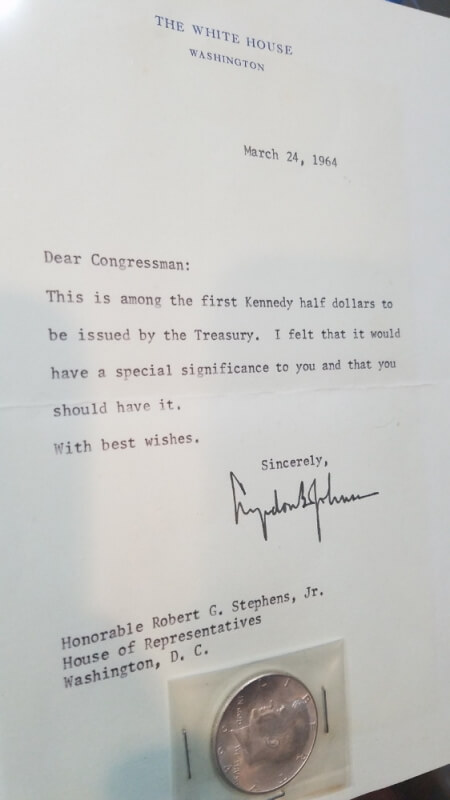 THE WHITE HOUSE
WASHINGTON
March 24, 1964
Dear Congressman:
This is among the first Kennedy half dollars to
be issued by the Treasury. I felt that it would
have a special significance to you and that you
should have it.
With best wishes.
Sincerely,
Lyndon B Johnson
Honorable Robert G. Stephens, Jr.
House of Representatives
Washington, D. C.